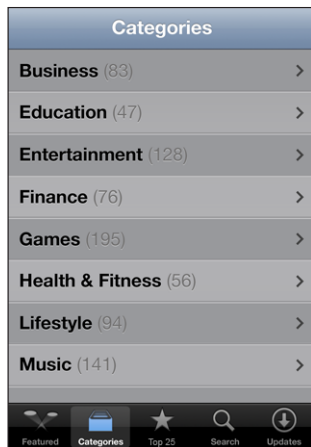 Categories
Business (83)
Education (47)
Entertainment (128)
Finance (76)
Games (195)
Health & Fitness (56)
Lifestyle (94)
Music (141)
Featured Categories Top 25 Search Updates